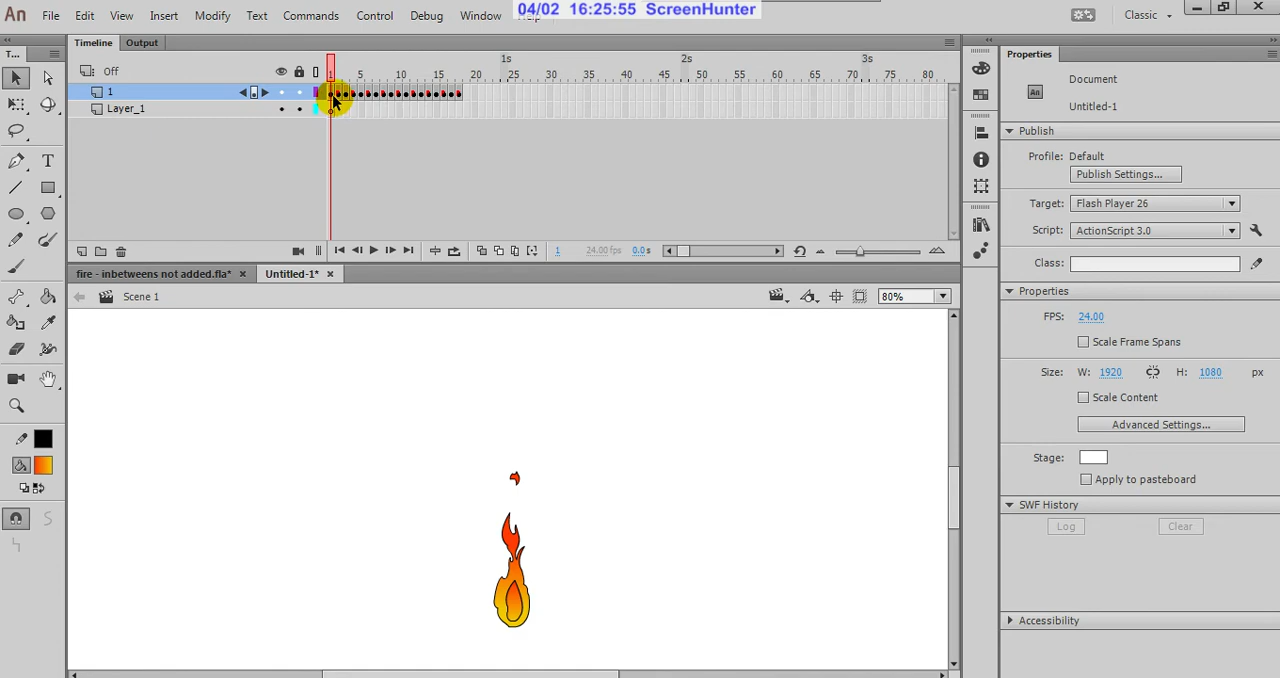 An File Edit View Insert Modify Text Commands Control Debug Window Help
04/02 16:25:55 ScreenHunter
Classic
T...
Timeline Output
Off
1s 2s 3s
1 5 10 15 20 25 30 35 40 45 50 55 60 65 70 75 80
1
Layer_1
1 24.00 fps 0.0 s
fire - inbetweens not added.fla* Untitled-1*
Scene 1
80%
Properties
Document
An
Untitled-1
Publish
Profile: Default
Publish Settings...
Target: Flash Player 26
Script: ActionScript 3.0
Class:
Properties
FPS: 24.00
Scale Frame Spans
Size: W: 1920 H: 1080 px
Scale Content
Advanced Settings...
Stage:
Apply to pasteboard
SWF History
Log Clear
Accessibility